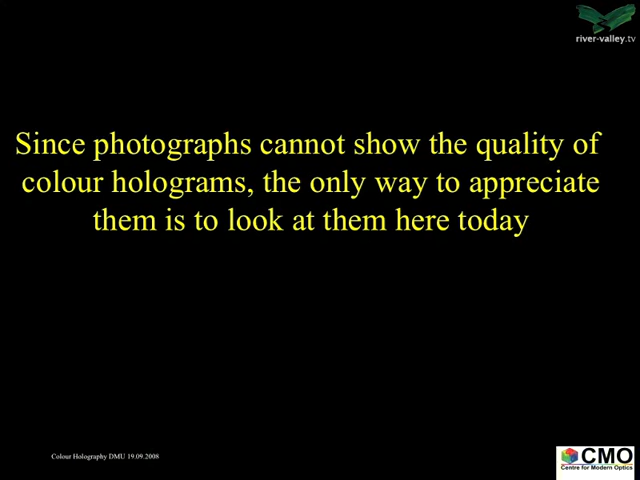 river-valley.tv
Since photographs cannot show the quality of
colour holograms, the only way to appreciate
them is to look at them here today
Colour Holography DMU 19.09.2008
CMO
Centre for Modern Optics